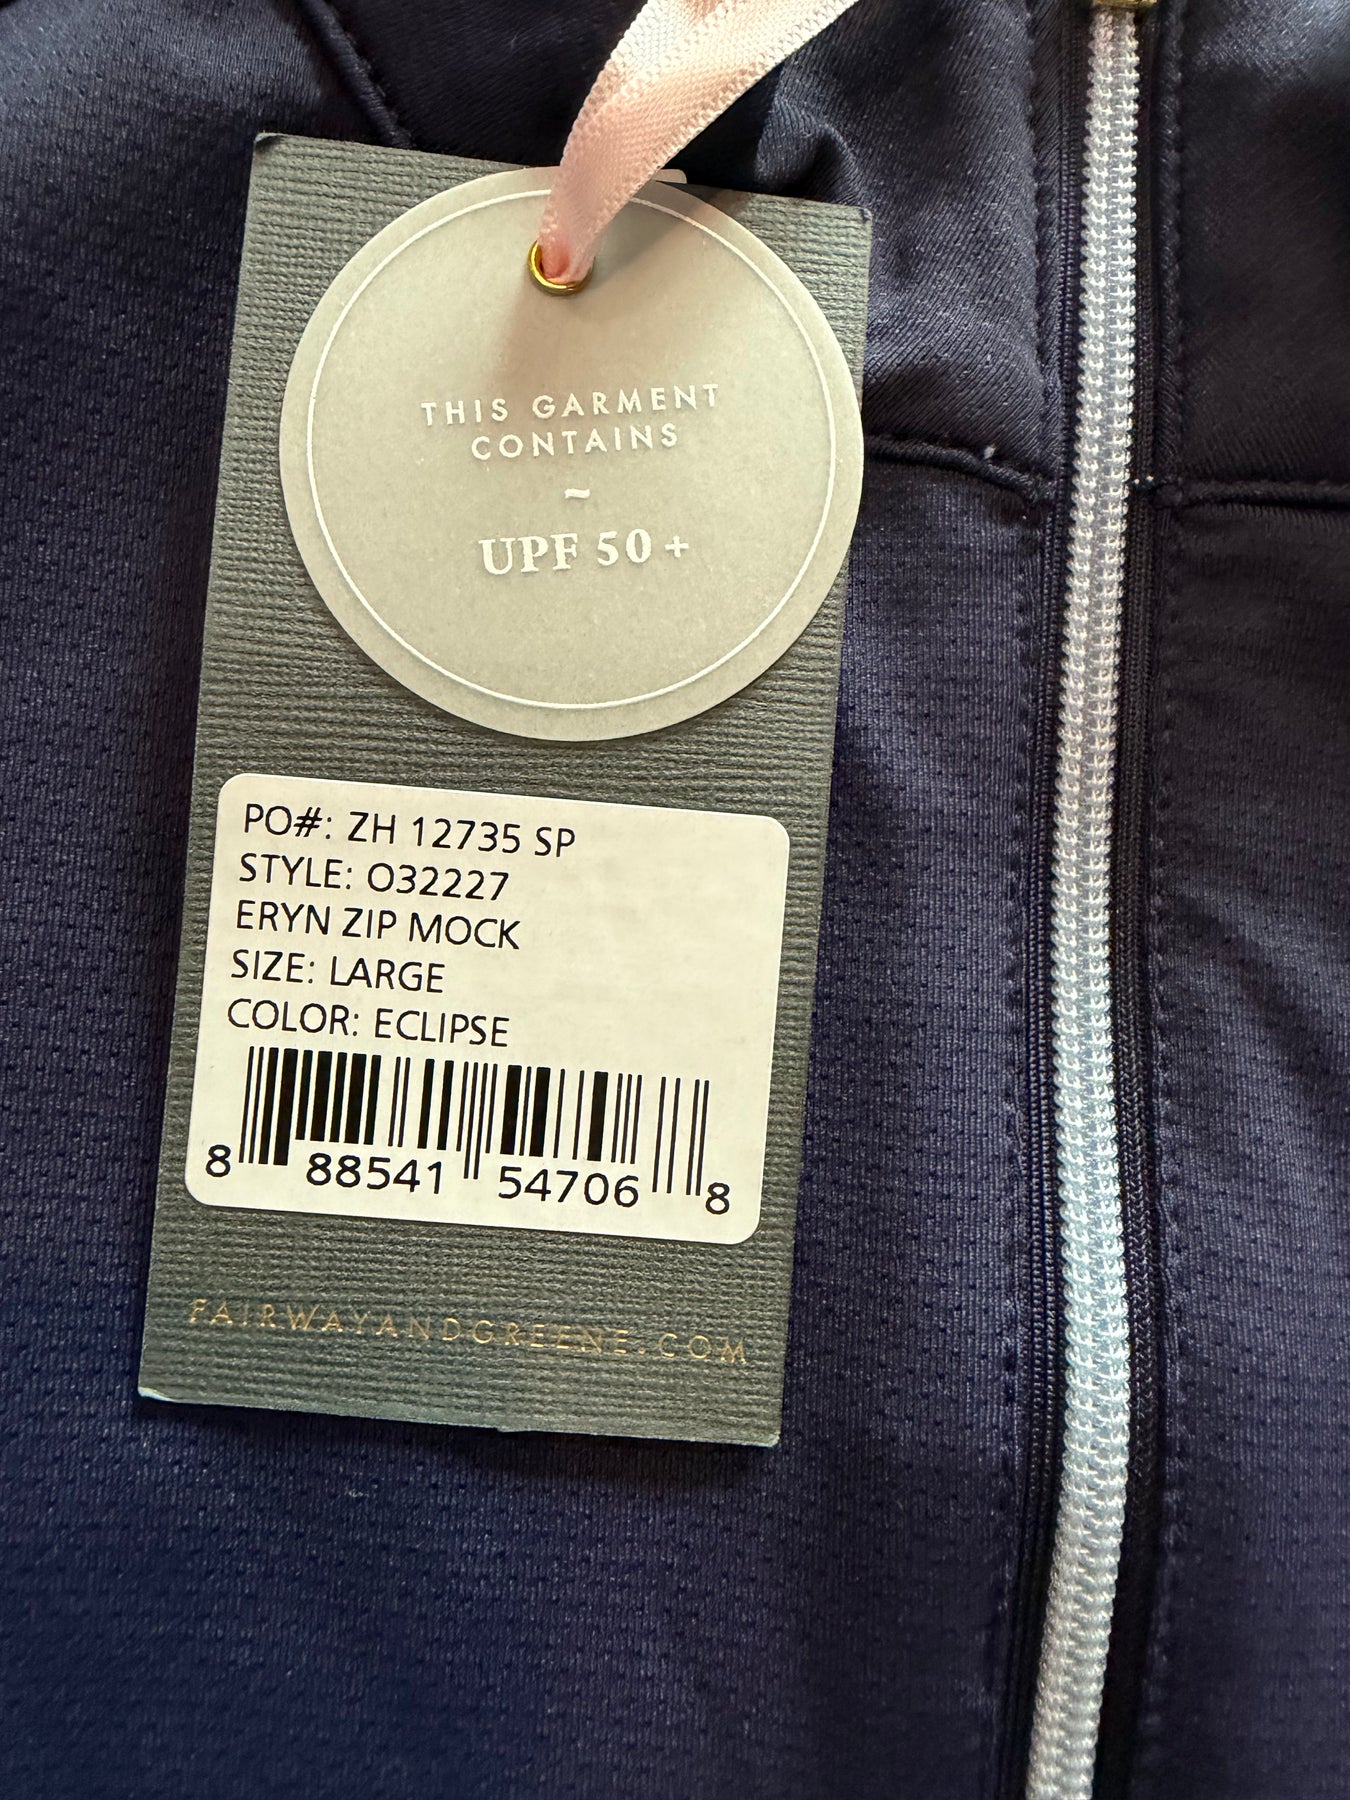 THIS GARMENT
CONTAINS
~
UPF 50 +
PO#: ZH 12735 SP
STYLE: O32227
ERYN ZIP MOCK
SIZE: LARGE
COLOR: ECLIPSE
8 88541 54706 8
FAIRWAYANDGREENE.COM